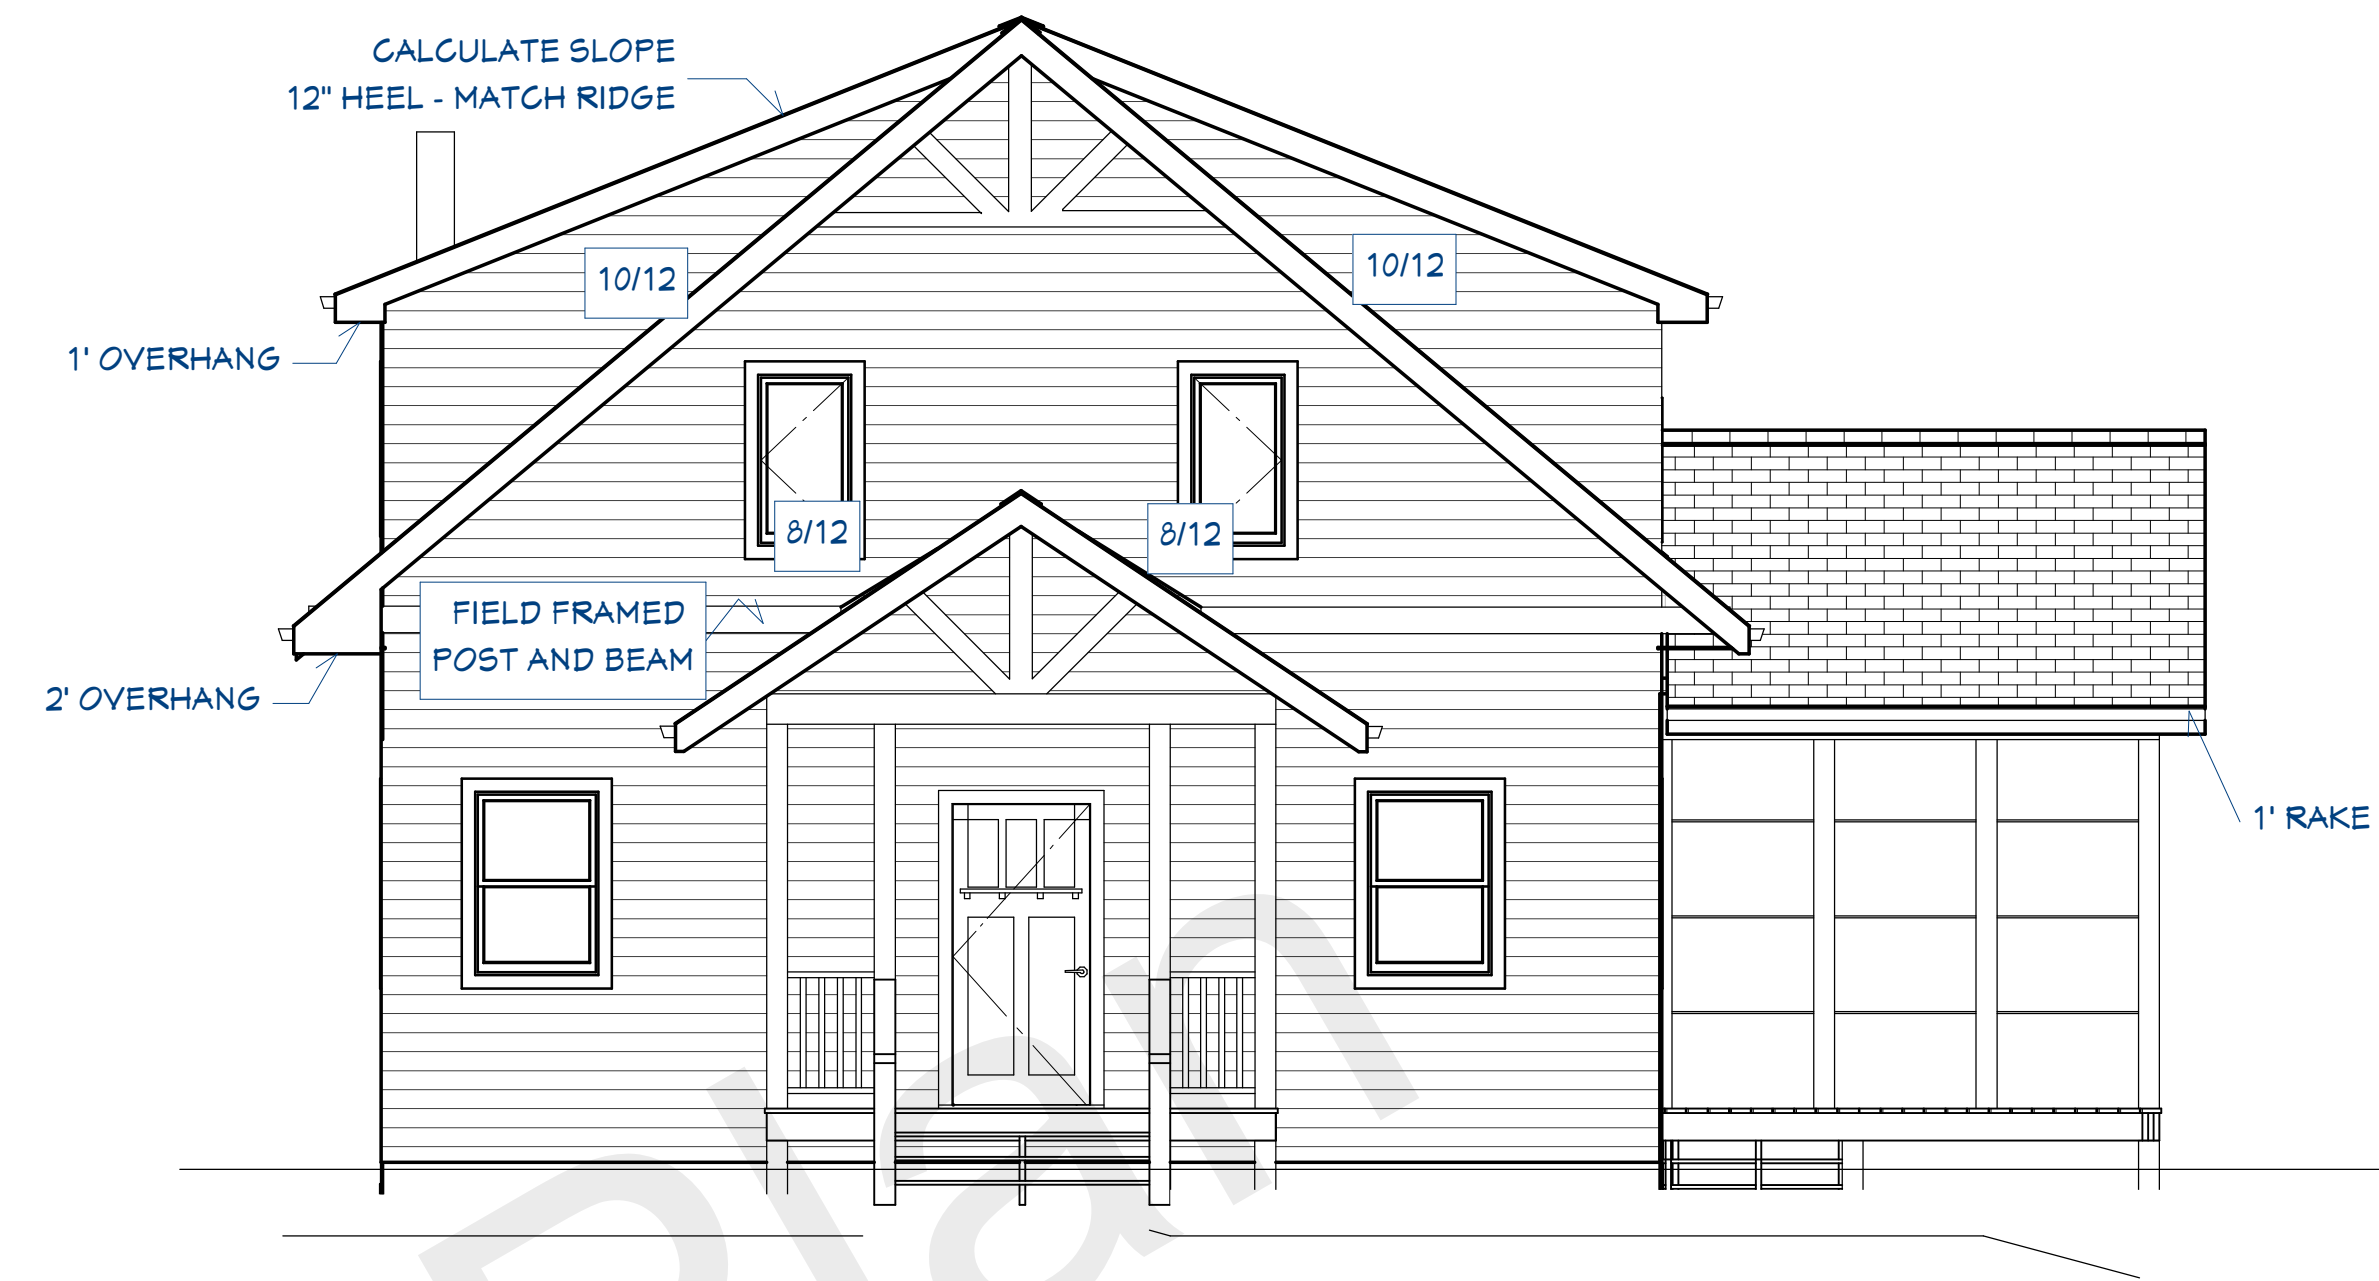 CALCULATE SLOPE
12" HEEL - MATCH RIDGE
10/12
10/12
1' OVERHANG
8/12
8/12
FIELD FRAMED
POST AND BEAM
2' OVERHANG
1' RAKE
Plan